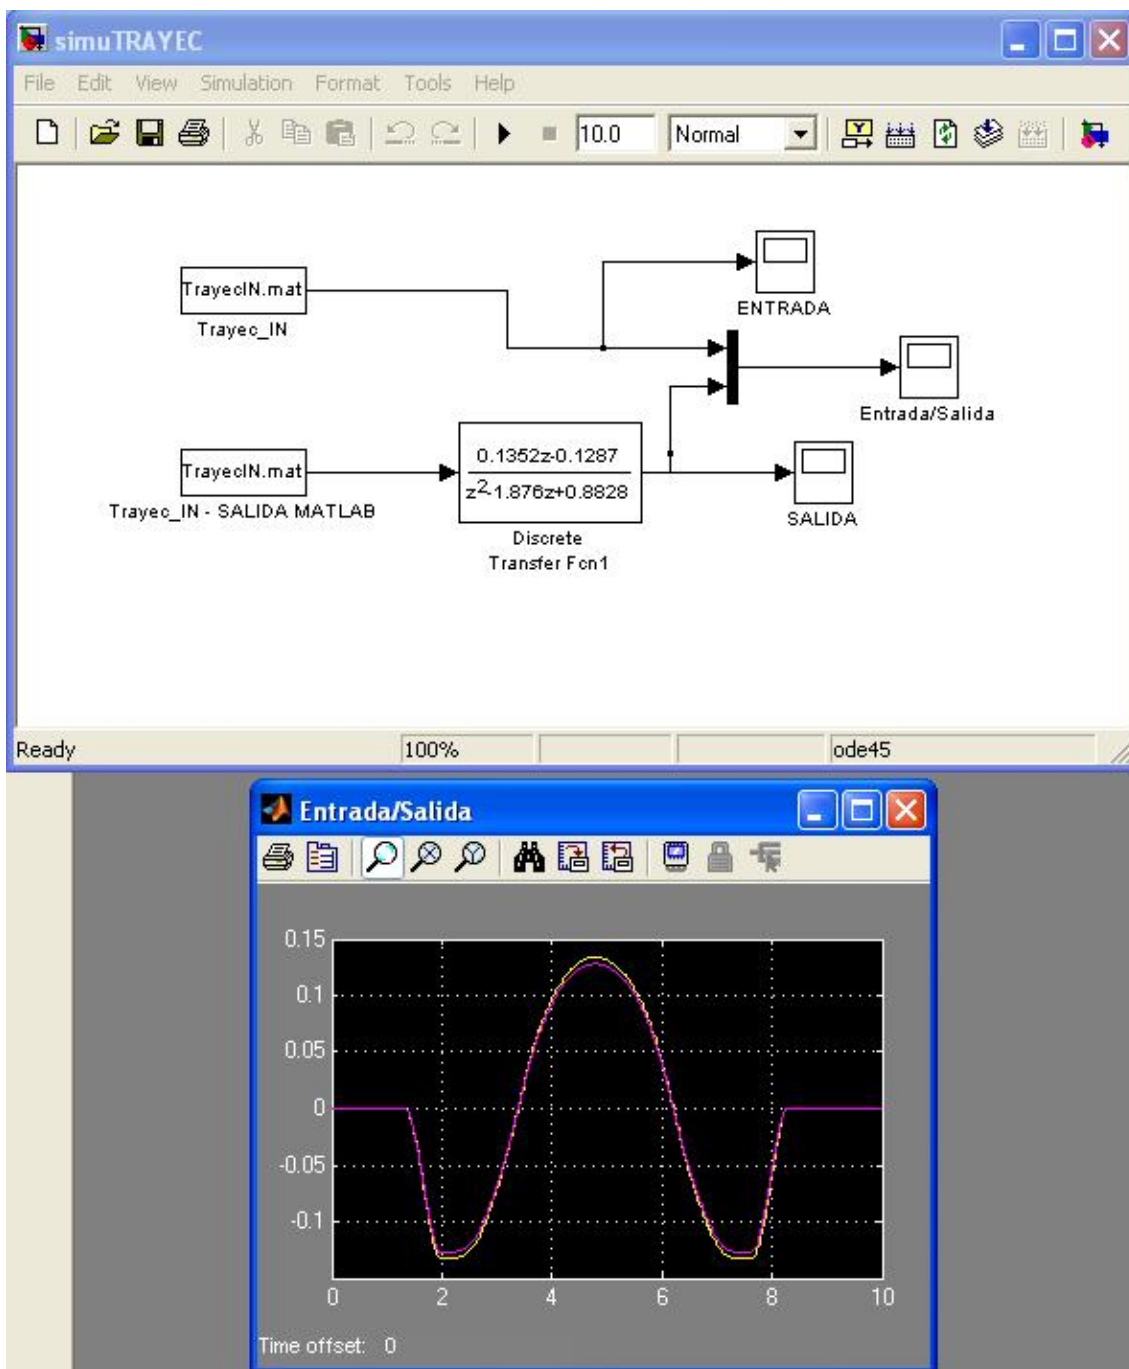 simuTRAYEC
File Edit View Simulation Format Tools Help
10.0 Normal
TrayecIN.mat
Trayec_IN
ENTRADA
Entrada/Salida
TrayecIN.mat
Trayec_IN - SALIDA MATLAB
0.1352z-0.1287
z2-1.876z+0.8828
Discrete
Transfer Fcn1
SALIDA
Ready 100% ode45
Entrada/Salida
0.15
0.1
0.05
0
-0.05
-0.1
0 2 4 6 8 10
Time offset: 0